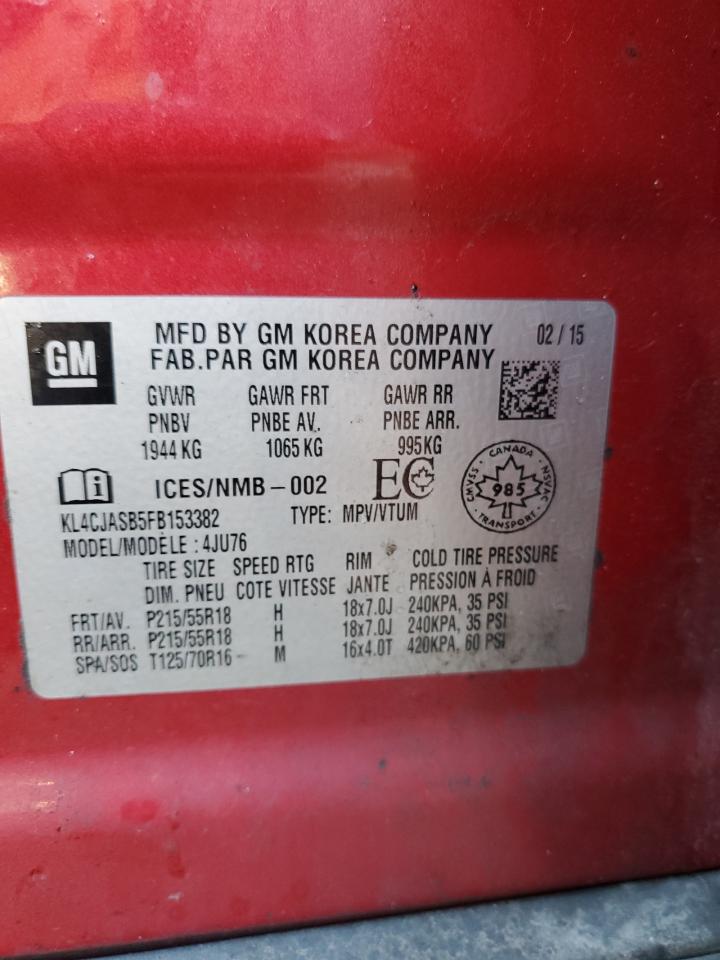 GM
MFD BY GM KOREA COMPANY 02 / 15
FAB.PAR GM KOREA COMPANY
GVWR GAWR FRT GAWR RR
PNBV PNBE AV. PNBE ARR.
1944 KG 1065 KG 995KG
ICES/NMB – 002 EC
CANADA
CMVSS 985 NSVAC
TRANSPORT
KL4CJASB5FB153382 TYPE: MPV/VTUM
MODEL/MODÈLE : 4JU76
TIRE SIZE SPEED RTG RIM COLD TIRE PRESSURE
DIM. PNEU COTE VITESSE JANTE PRESSION À FROID
FRT/AV. P215/55R18 H 18x7.0J 240KPA, 35 PSI
RR/ARR. P215/55R18 H 18x7.0J 240KPA, 35 PSI
SPA/SOS T125/70R16 M 16x4.0T 420KPA, 60 PSI